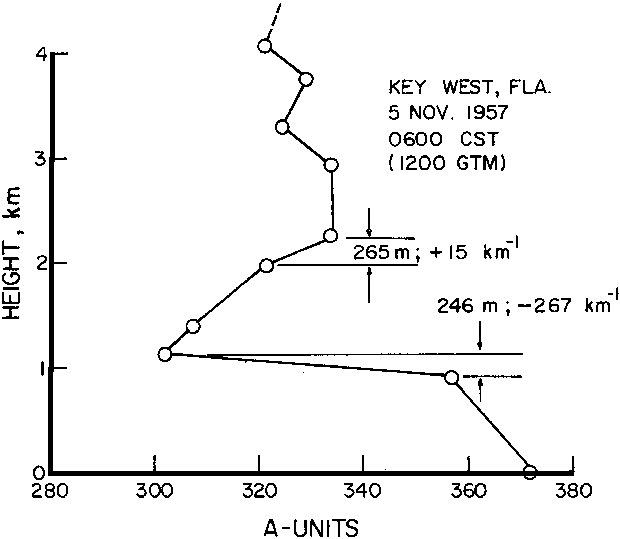 4
KEY WEST, FLA.
5 NOV. 1957
0600 CST
(1200 GTM)
3
HEIGHT, km
265 m; +15 km⁻¹
2
246 m; −267 km⁻¹
1
0
280 300 320 340 360 380
A-UNITS